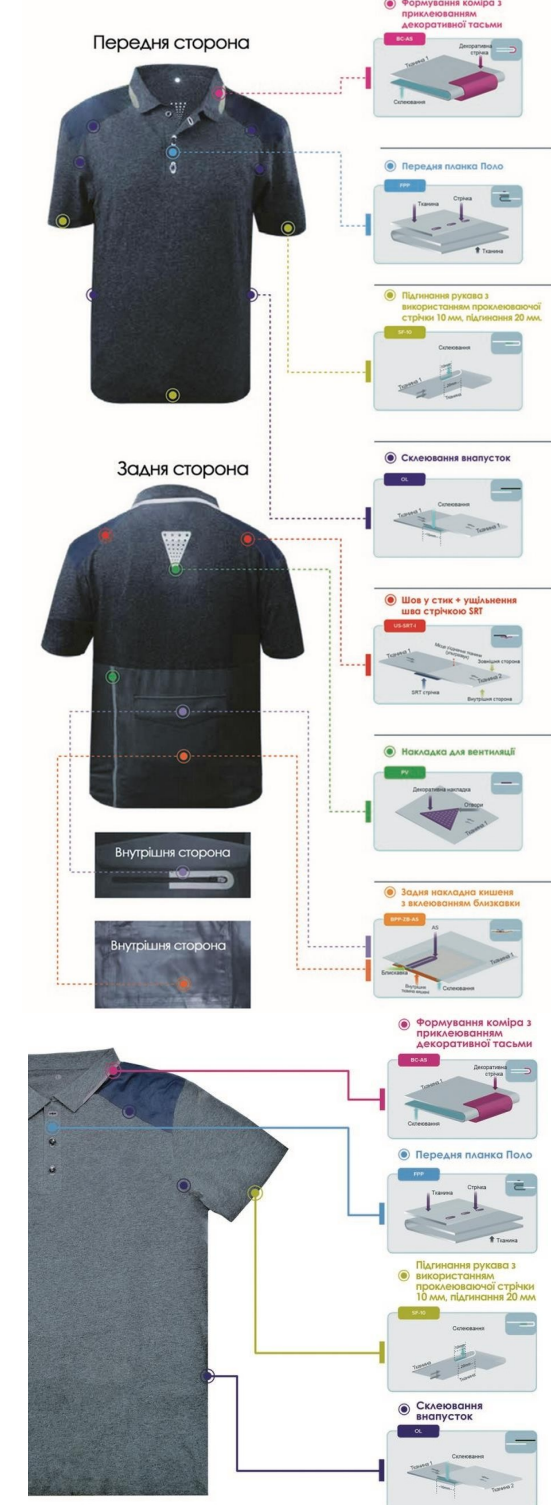 Формування коміра з
приклеюванням
декоративної тасьми
BC-AS
Декоративна
стрічка
Тканина 1
Склеювання
Передня сторона
Передня планка Поло
PPP
Тканина
Стрічка
Тканина
Підгинання рукава з
використанням проклеюваючої
стрічки 10 мм, підгинання 20 мм.
SF-10
Склеювання
Тканина 1
Тканина
Склеювання внапусток
OL
Склеювання
Тканина 1
Задня сторона
Шов у стик + ущільнення
шва стрічкою SRT
US-SRT-I
Тканина 1
Зовнішня сторона
Тканина 2
SRT стрічка
Внутрішня сторона
Накладка для вентиляції
PV
Декоративна накладка
Отвори
Тканина 1
Внутрішня сторона
Задня накладна кишеня
з вклеюванням близкавки
BPP-ZB-AS
AS
Тканина 1
Блискавка
Внутрішня
Склеювання
Внутрішня сторона
Формування коміра з
приклеюванням
декоративної тасьми
BC-AS
Декоративна
стрічка
Тканина 1
Склеювання
Передня планка Поло
PPP
Тканина
Стрічка
Тканина
Підгинання рукава з
використанням
проклеюваючої стрічки
10 мм, підгинання 20 мм
SF-10
Склеювання
Тканина
Тканина
Склеювання
внапусток
OL
Склеювання
Тканина 1
Тканина 2